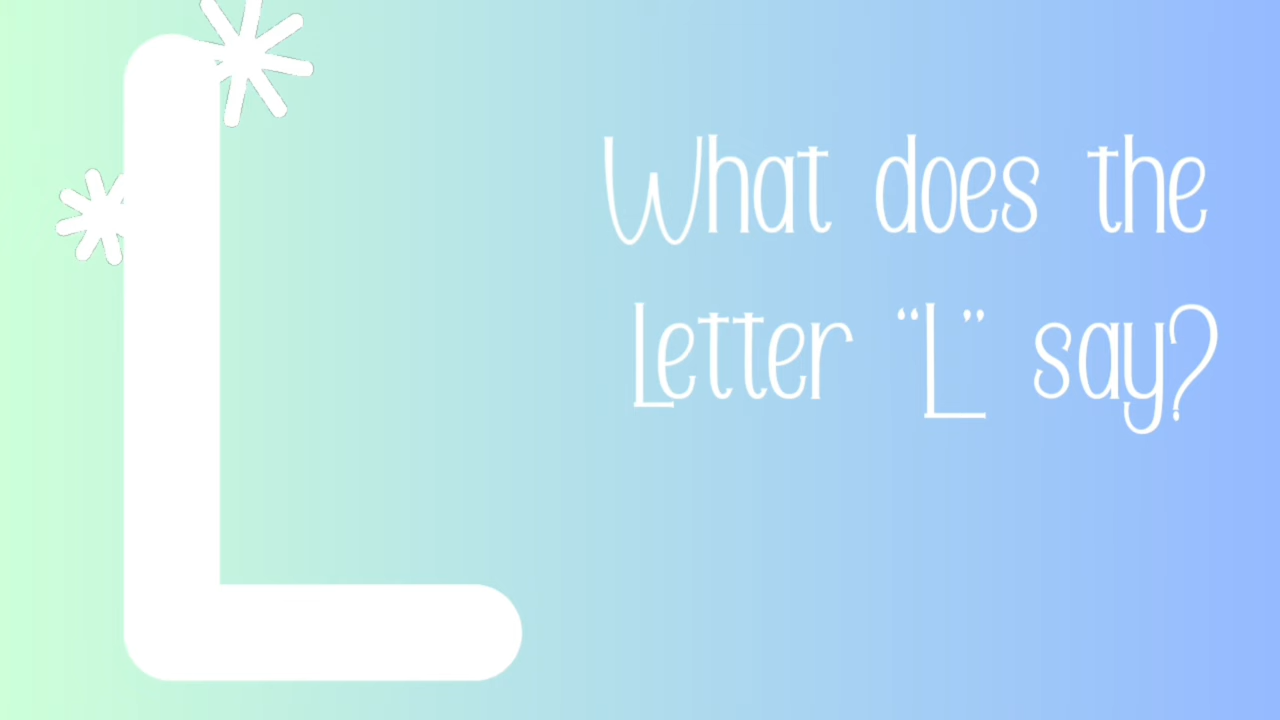 L
What does the
Letter “L” say?